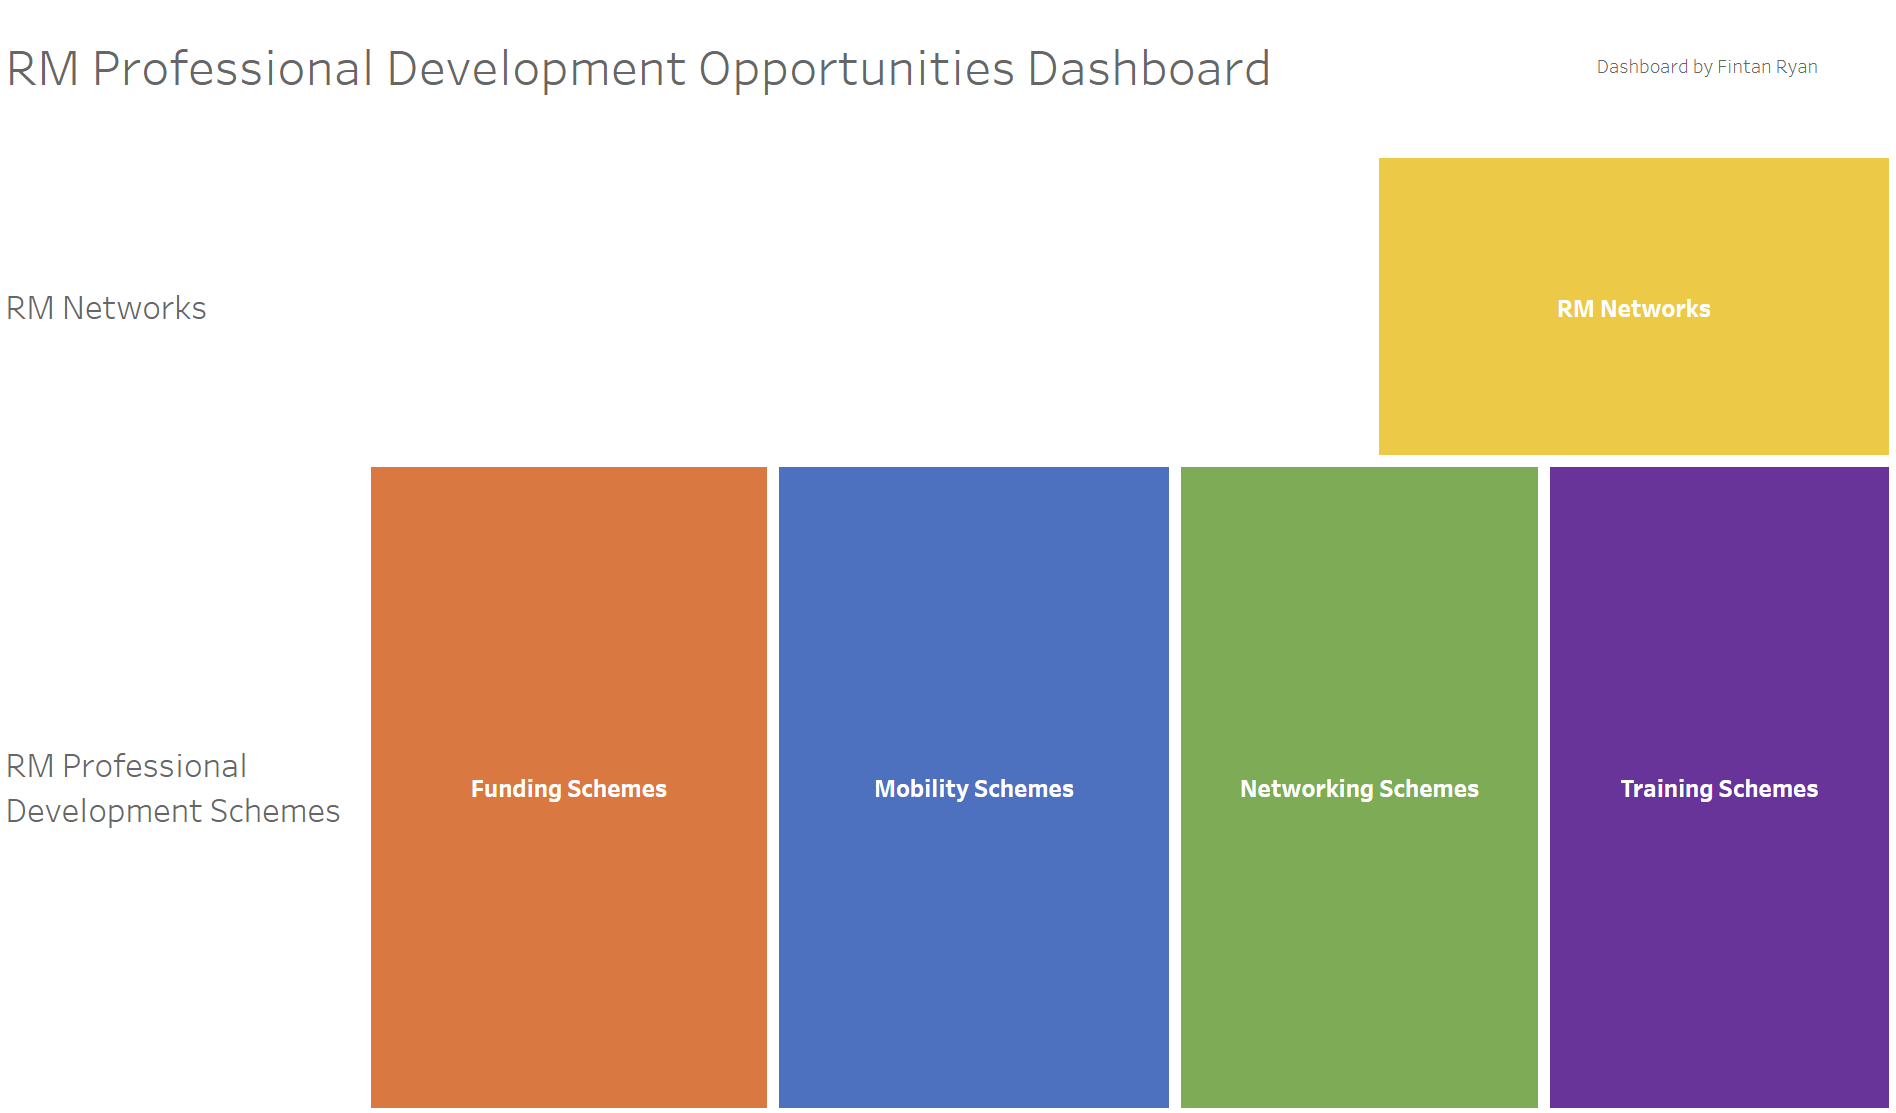 RM Professional Development Opportunities Dashboard
Dashboard by Fintan Ryan
RM Networks
RM Networks
RM Professional
Development Schemes
Funding Schemes
Mobility Schemes
Networking Schemes
Training Schemes